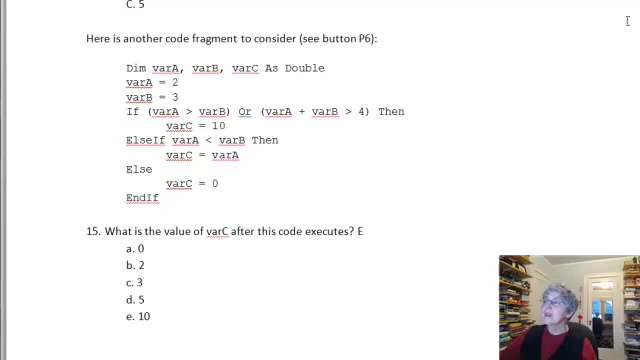 C. 5
Here is another code fragment to consider (see button P6):
Dim varA, varB, varC As Double
varA = 2
varB = 3
If (varA > varB) Or (varA + varB > 4) Then
varC = 10
ElseIf varA < varB Then
varC = varA
Else
varC = 0
EndIf
15. What is the value of varC after this code executes? E
a. 0
b. 2
c. 3
d. 5
e. 10